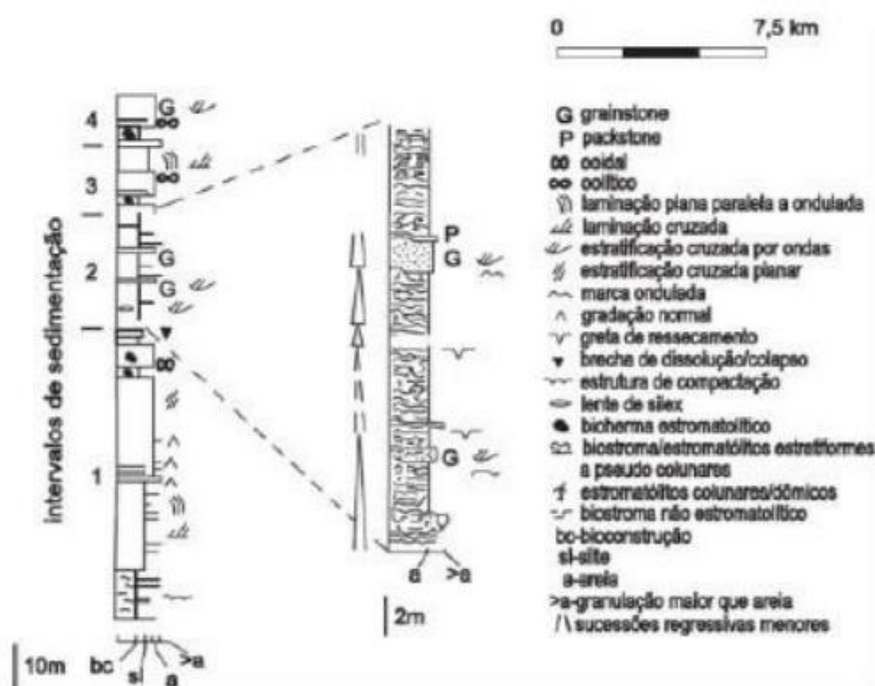 0 7,5 km
4
3
2
1
intervalos de sedimentação
G
G
G
10m
bc
sl
a
>a
P
G
G
a
>a
2m
G grainstone
P packstone
ooidal
oolítico
laminação plana paralela a ondulada
laminação cruzada
estratificação cruzada por ondas
estratificação cruzada planar
marca ondulada
gradação normal
greta de ressecamento
brecha de dissolução/colapso
estrutura de compactação
lente de sílex
bioherma estromatolítico
biostroma/estromatólitos estratiformes
a pseudo colunares
estromatólitos colunares/dômicos
biostroma não estromatolítico
bc-bioconstrução
sl-silte
a-areia
>a-granulação maior que areia
/ \ sucessões regressivas menores